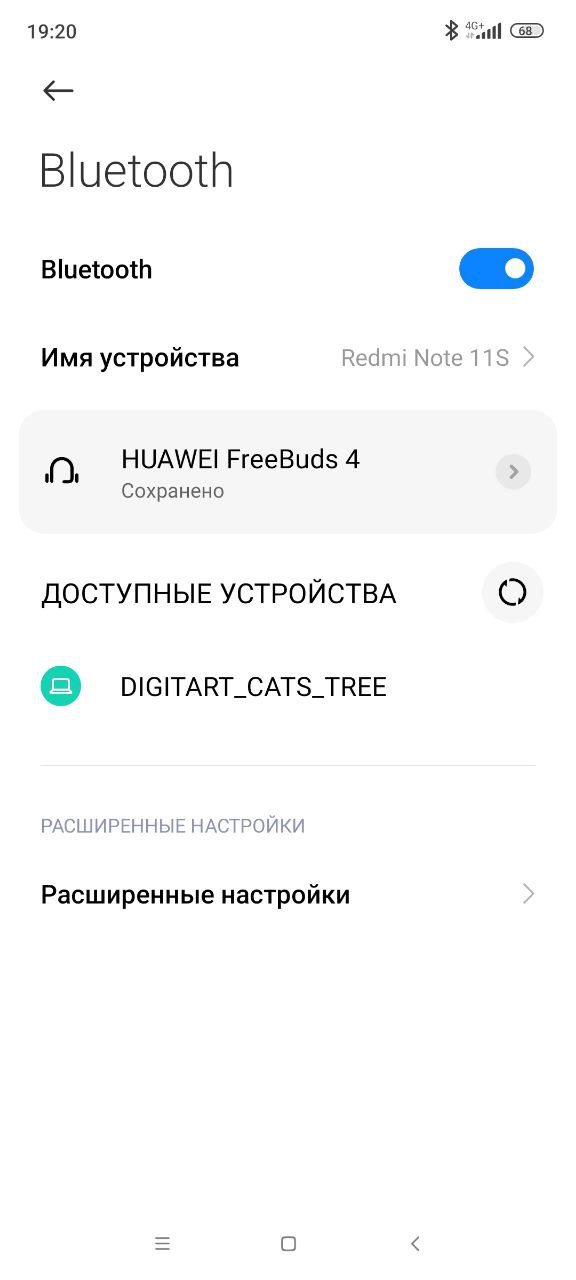 19:20
4G+
68
Bluetooth
Bluetooth
Имя устройства
Redmi Note 11S
HUAWEI FreeBuds 4
Сохранено
ДОСТУПНЫЕ УСТРОЙСТВА
DIGITART_CATS_TREE
РАСШИРЕННЫЕ НАСТРОЙКИ
Расширенные настройки